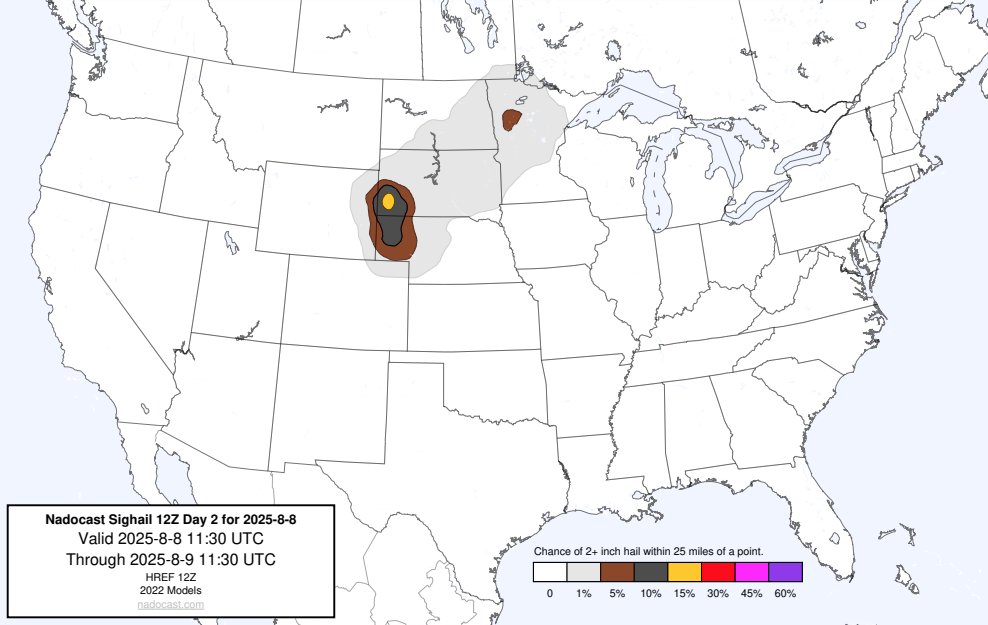 Nadocast Sighail 12Z Day 2 for 2025-8-8
Valid 2025-8-8 11:30 UTC
Through 2025-8-9 11:30 UTC
HREF 12Z
2022 Models
nadocast.com
Chance of 2+ inch hail within 25 miles of a point.
0 1% 5% 10% 15% 30% 45% 60%